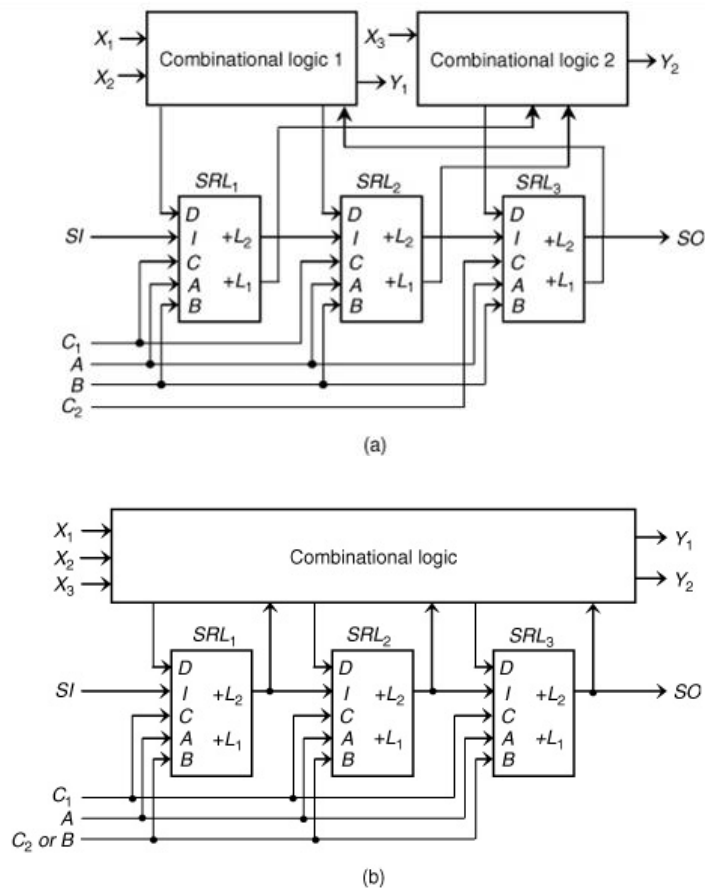 X1
X2
Combinational logic 1
Y1
X3
Combinational logic 2
Y2
SRL1
SRL2
SRL3
SI
D
I
C
A
B
+L2
+L1
D
I
C
A
B
+L2
+L1
D
I
C
A
B
+L2
+L1
SO
C1
A
B
C2
(a)
X1
X2
X3
Combinational logic
Y1
Y2
SRL1
SRL2
SRL3
SI
D
I
C
A
B
+L2
+L1
D
I
C
A
B
+L2
+L1
D
I
C
A
B
+L2
+L1
SO
C1
A
C2 or B
(b)